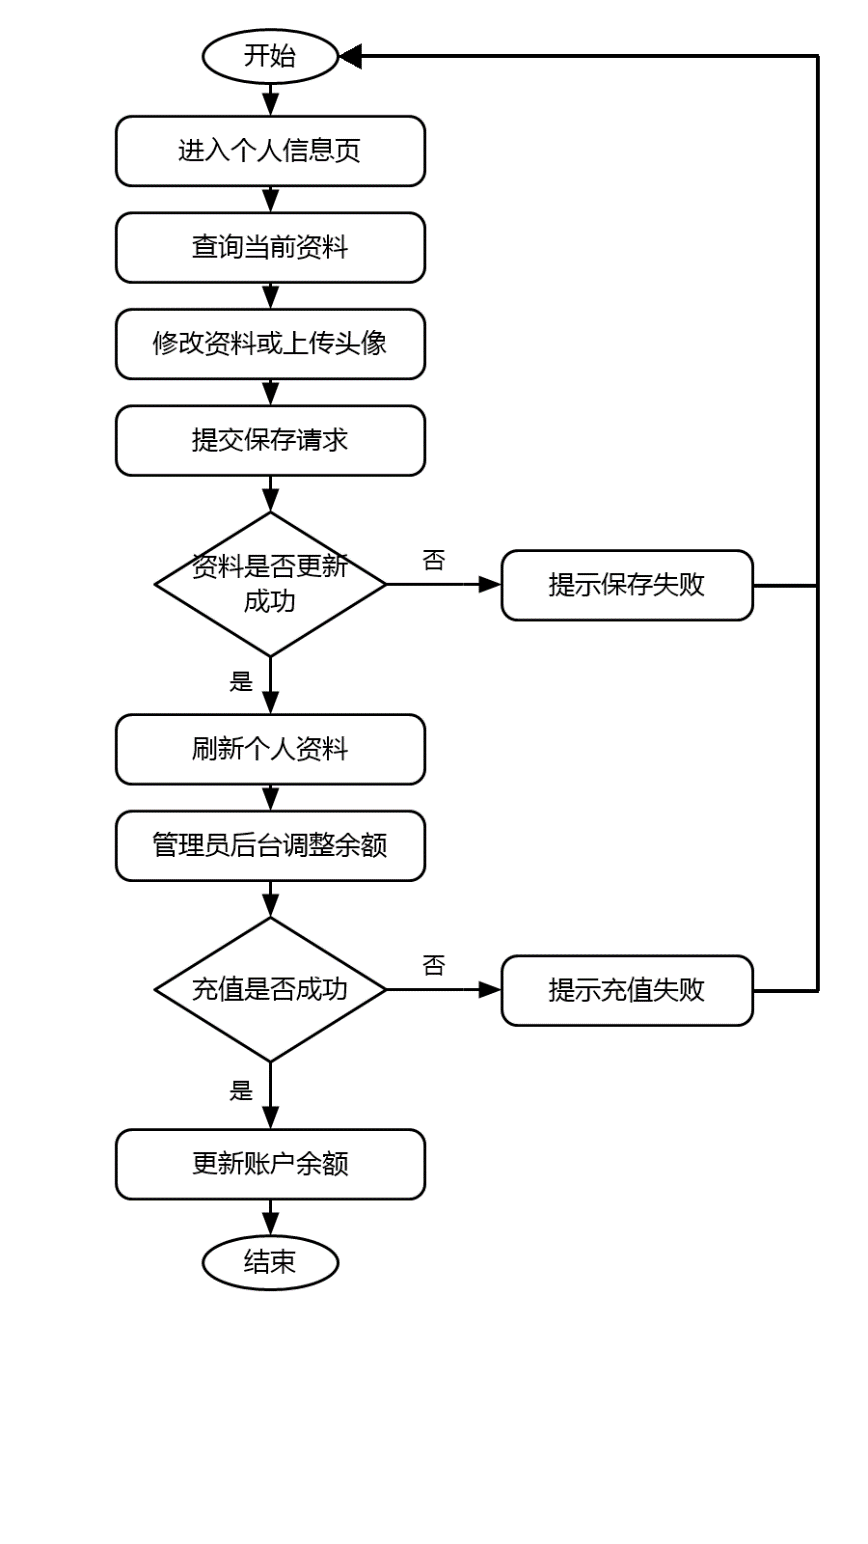 开始
进入个人信息页
查询当前资料
修改资料或上传头像
提交保存请求
资料是否更新
成功
否
提示保存失败
是
刷新个人资料
管理员后台调整余额
充值是否成功
否
提示充值失败
是
更新账户余额
结束